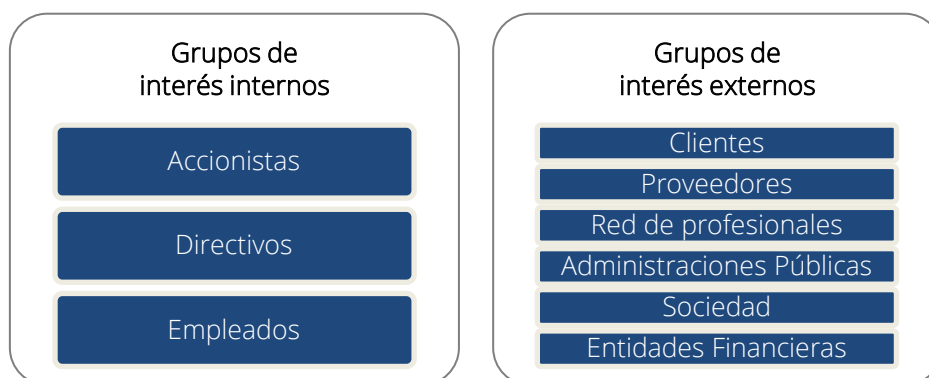 Grupos de
interés internos
Accionistas
Directivos
Empleados
Grupos de
interés externos
Clientes
Proveedores
Red de profesionales
Administraciones Públicas
Sociedad
Entidades Financieras